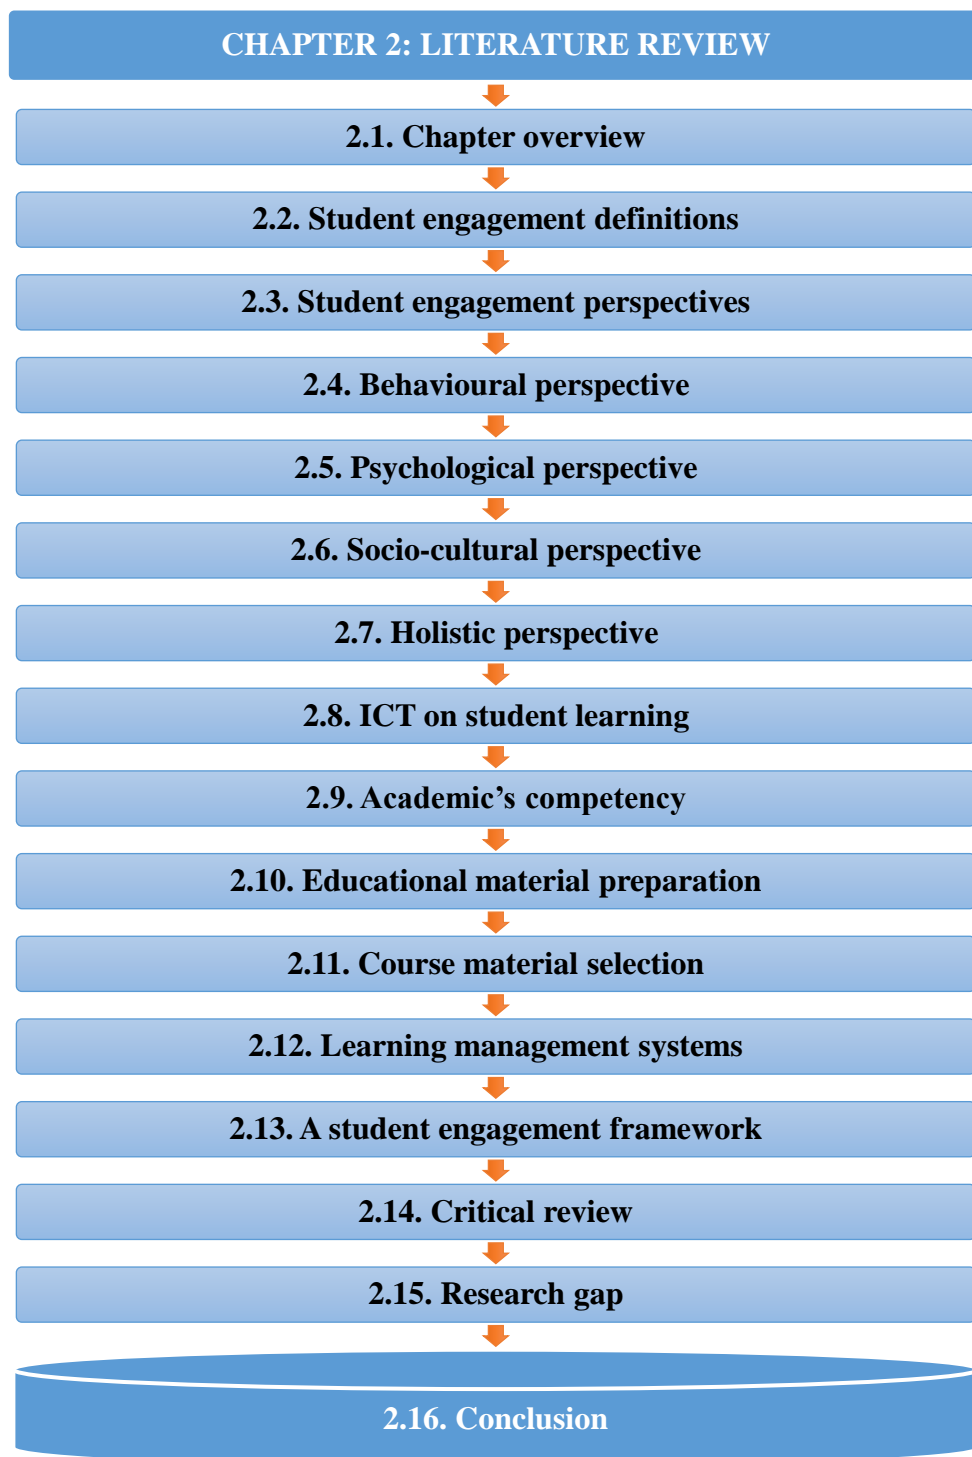 CHAPTER 2: LITERATURE REVIEW
2.1. Chapter overview
2.2. Student engagement definitions
2.3. Student engagement perspectives
2.4. Behavioural perspective
2.5. Psychological perspective
2.6. Socio-cultural perspective
2.7. Holistic perspective
2.8. ICT on student learning
2.9. Academic’s competency
2.10. Educational material preparation
2.11. Course material selection
2.12. Learning management systems
2.13. A student engagement framework
2.14. Critical review
2.15. Research gap
2.16. Conclusion